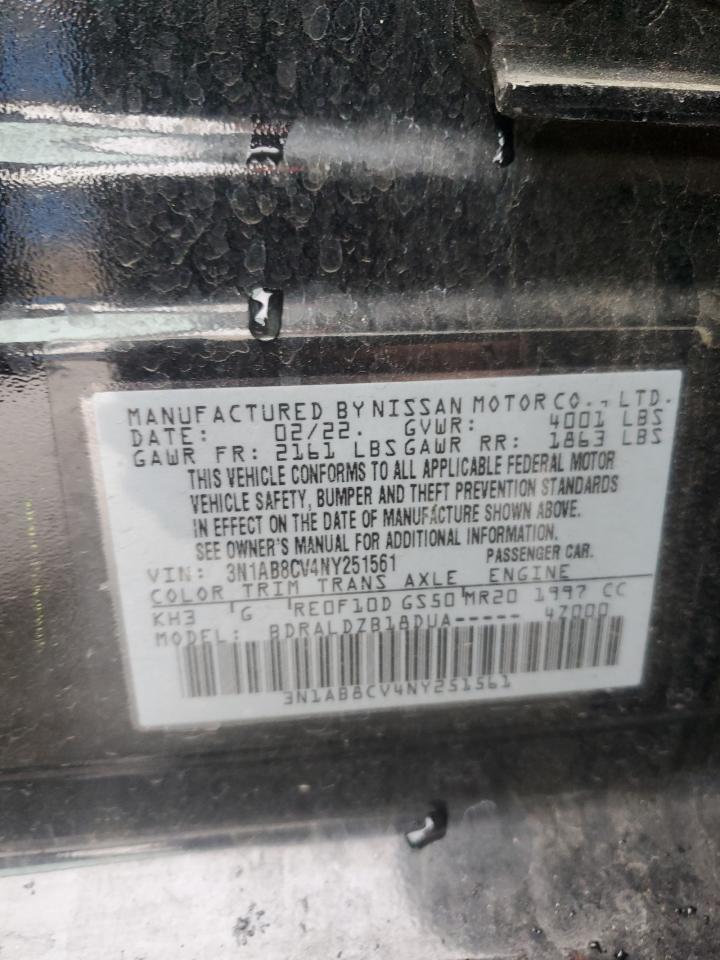 MANUFACTURED BY NISSAN MOTOR CO., LTD.
DATE: 02/22. GVWR: 4001 LBS
GAWR FR: 2161 LBS GAWR RR: 1863 LBS
THIS VEHICLE CONFORMS TO ALL APPLICABLE FEDERAL MOTOR
VEHICLE SAFETY, BUMPER AND THEFT PREVENTION STANDARDS
IN EFFECT ON THE DATE OF MANUFACTURE SHOWN ABOVE.
SEE OWNER'S MANUAL FOR ADDITIONAL INFORMATION.
VIN: 3N1AB8CV4NY251561 PASSENGER CAR.
COLOR TRIM TRANS AXLE ENGINE
KH3 G RE0F10D GS50 MR20 1997 CC
MODEL: BDRALDZB18DUA----- 4Z000
3N1AB8CV4NY251561